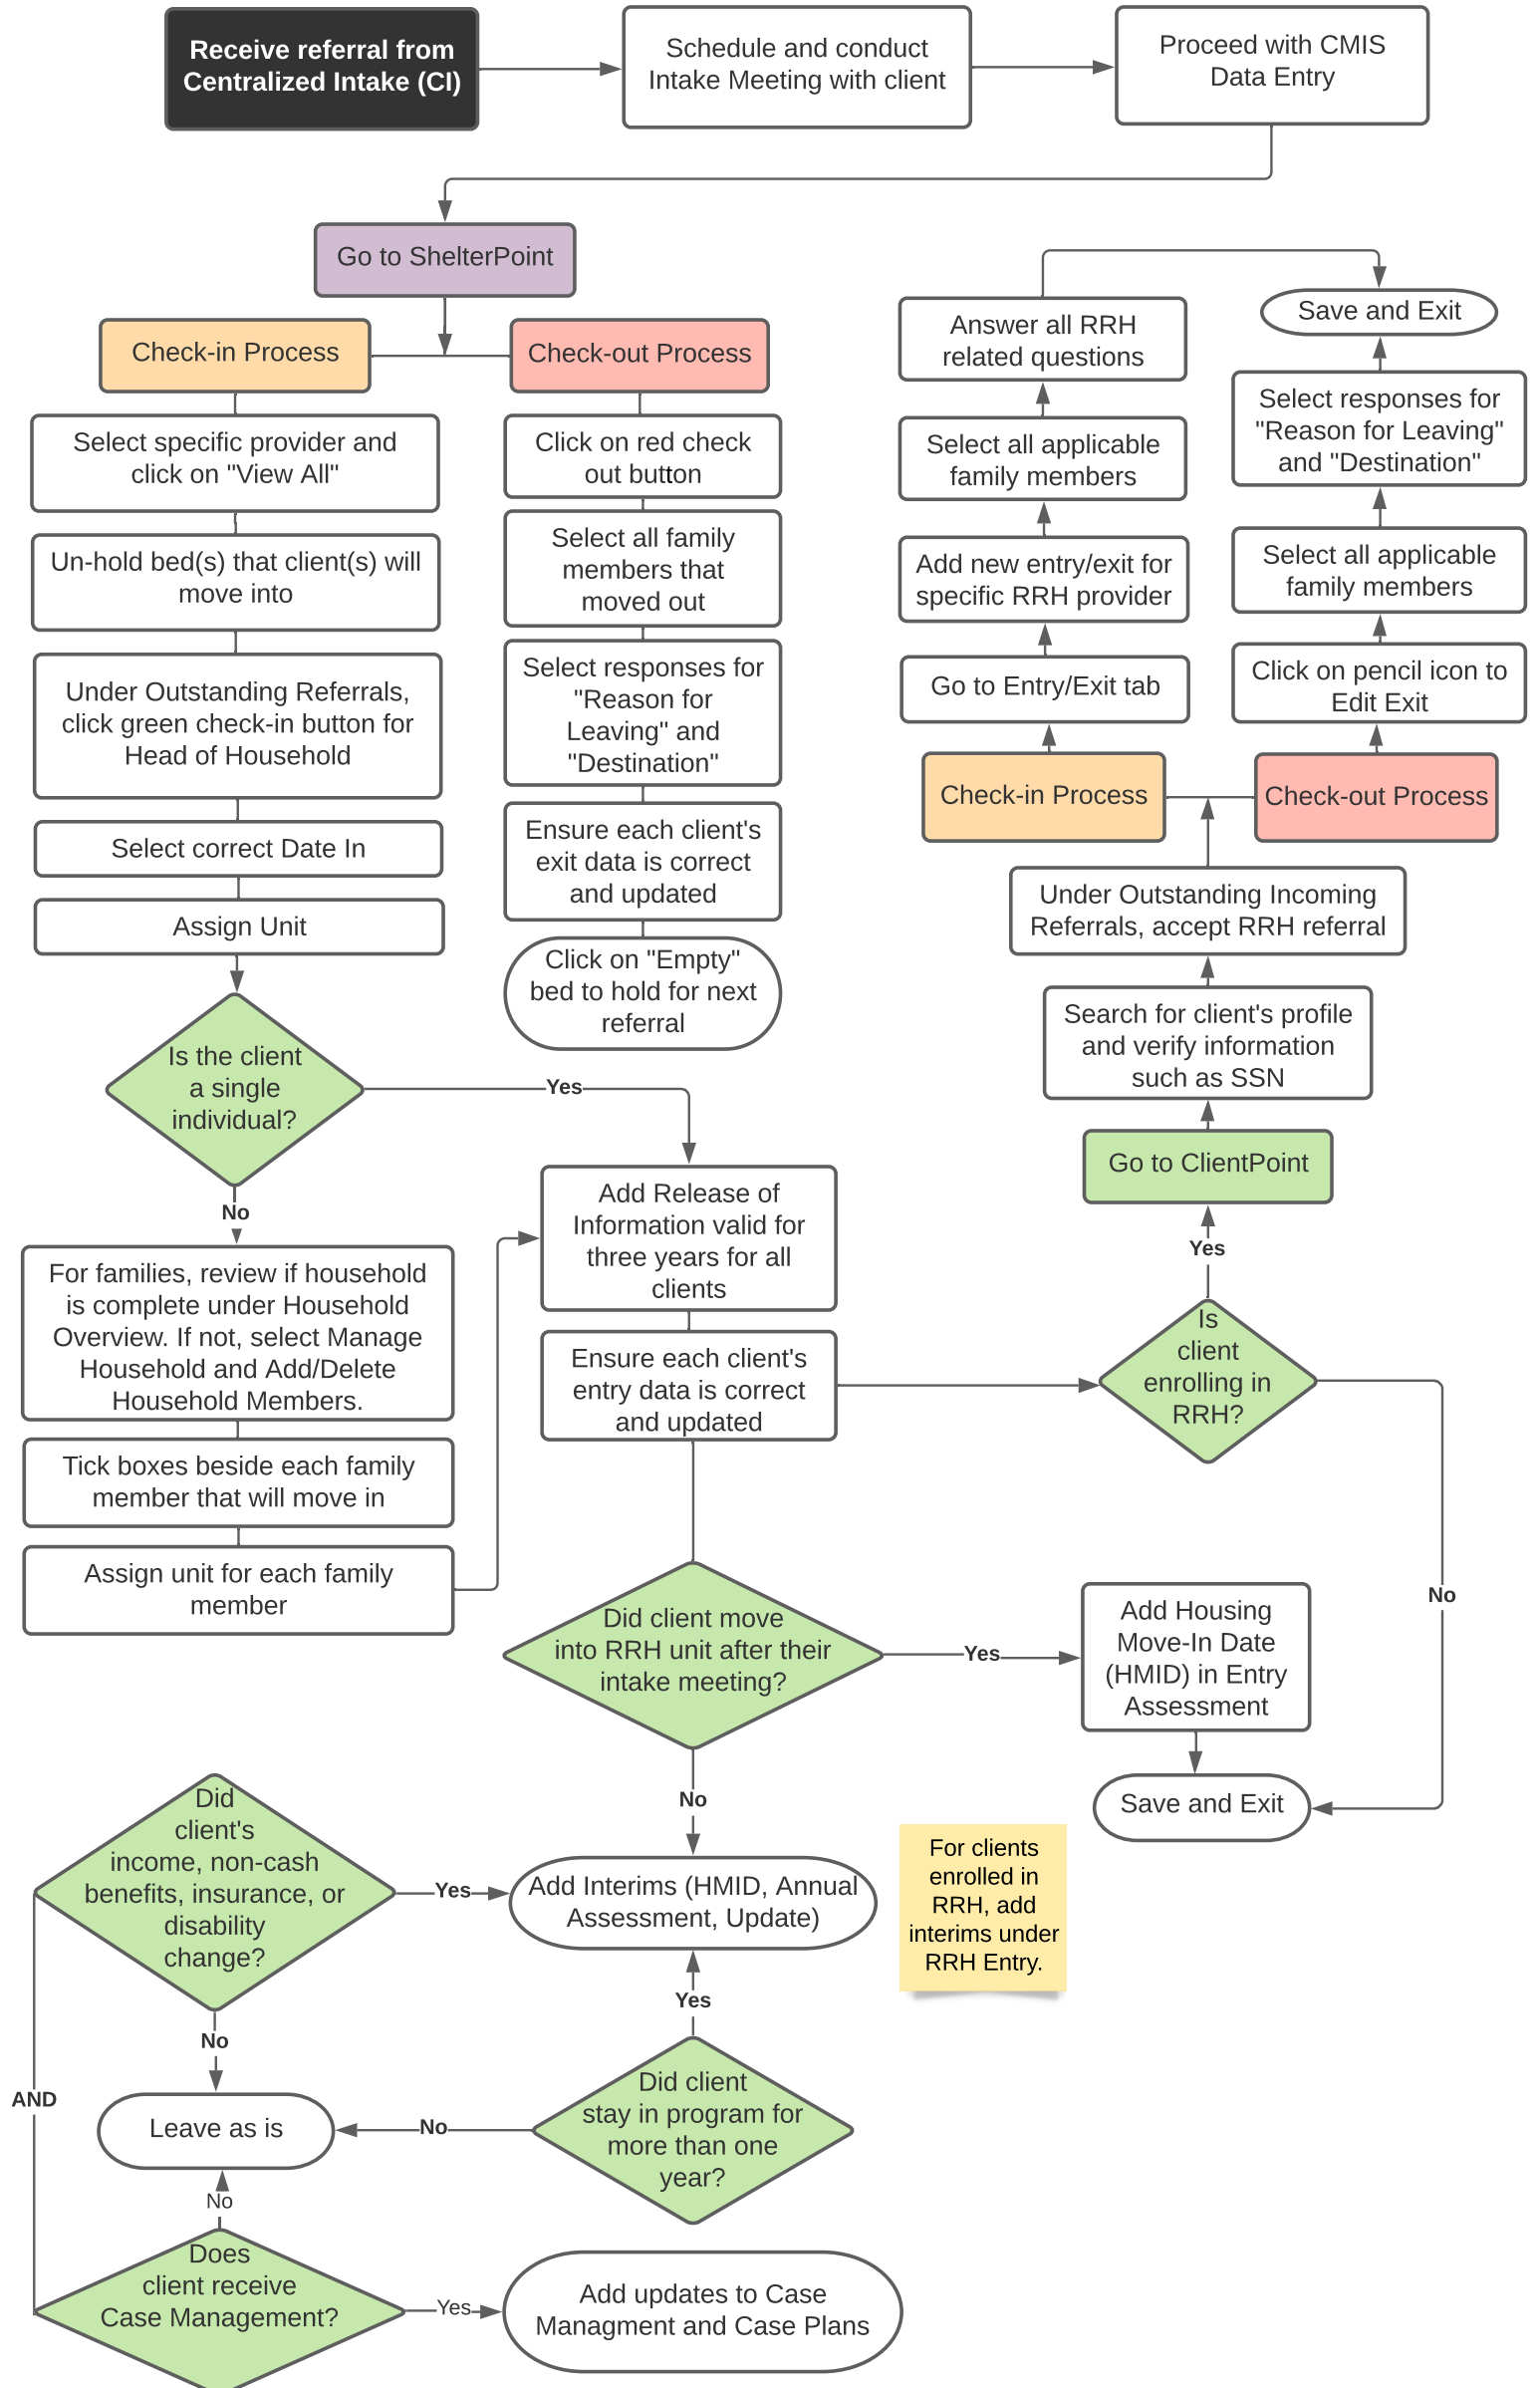 Receive referral from
Centralized Intake (CI)
Schedule and conduct
Intake Meeting with client
Proceed with CMIS
Data Entry
Go to ShelterPoint
Check-in Process
Check-out Process
Select specific provider and
click on "View All"
Un-hold bed(s) that client(s) will
move into
Under Outstanding Referrals,
click green check-in button for
Head of Household
Select correct Date In
Assign Unit
Click on red check
out button
Select all family
members that
moved out
Select responses for
"Reason for
Leaving" and
"Destination"
Ensure each client's
exit data is correct
and updated
Click on "Empty"
bed to hold for next
referral
Answer all RRH
related questions
Select all applicable
family members
Add new entry/exit for
specific RRH provider
Go to Entry/Exit tab
Check-in Process
Save and Exit
Select responses for
"Reason for Leaving"
and "Destination"
Select all applicable
family members
Click on pencil icon to
Edit Exit
Check-out Process
Under Outstanding Incoming
Referrals, accept RRH referral
Search for client's profile
and verify information
such as SSN
Go to ClientPoint
Yes
Is
client
enrolling in
RRH?
No
Is the client
a single
individual?
Yes
No
For families, review if household
is complete under Household
Overview. If not, select Manage
Household and Add/Delete
Household Members.
Tick boxes beside each family
member that will move in
Assign unit for each family
member
Add Release of
Information valid for
three years for all
clients
Ensure each client's
entry data is correct
and updated
Did client move
into RRH unit after their
intake meeting?
Yes
Add Housing
Move-In Date
(HMID) in Entry
Assessment
Save and Exit
No
Did
client's
income, non-cash
benefits, insurance, or
disability
change?
Yes
Add Interims (HMID, Annual
Assessment, Update)
For clients
enrolled in
RRH, add
interims under
RRH Entry.
No
Yes
AND
Leave as is
No
Did client
stay in program for
more than one
year?
No
Does
client receive
Case Management?
Yes
Add updates to Case
Managment and Case Plans